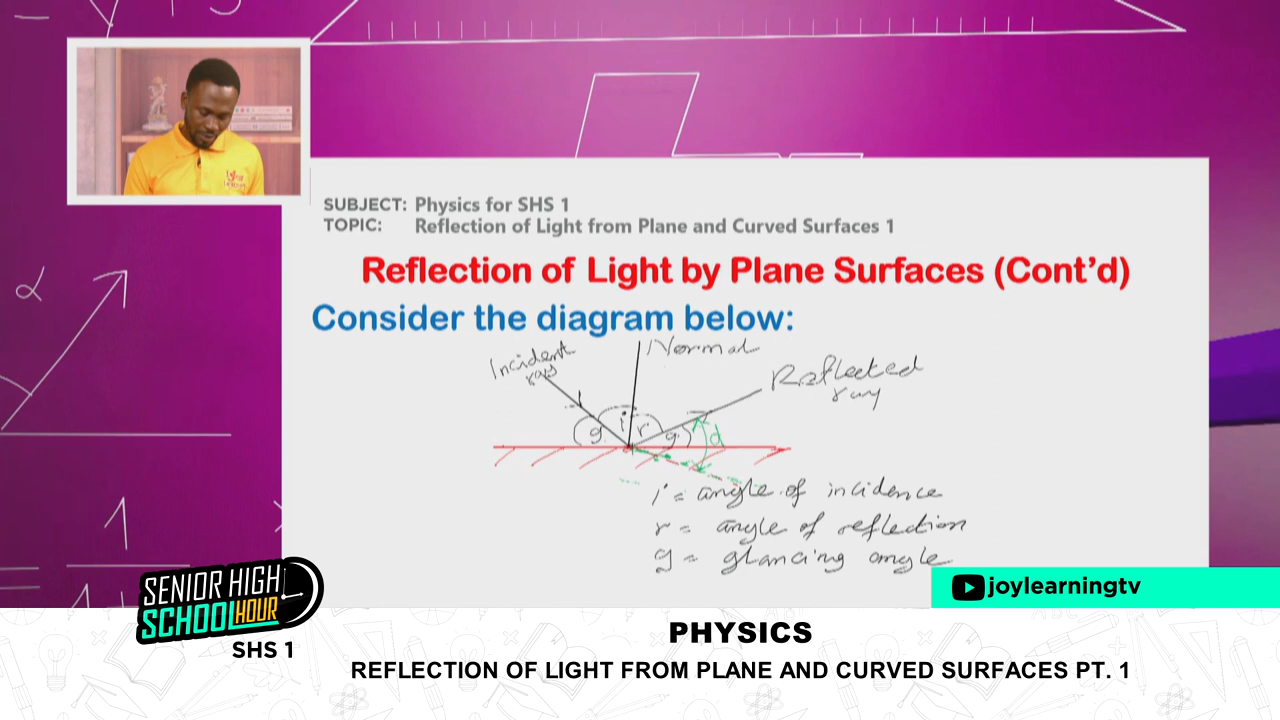 SUBJECT: Physics for SHS 1
TOPIC: Reflection of Light from Plane and Curved Surfaces 1
Reflection of Light by Plane Surfaces (Cont’d)
Consider the diagram below:
Incident
ray
Normal
Reflected
ray
g i r g d
i = angle of incidence
r = angle of reflection
g = glancing angle
α
1
1
SENIOR HIGH
SCHOOL HOUR
SHS 1
joylearningtv
PHYSICS
REFLECTION OF LIGHT FROM PLANE AND CURVED SURFACES PT. 1